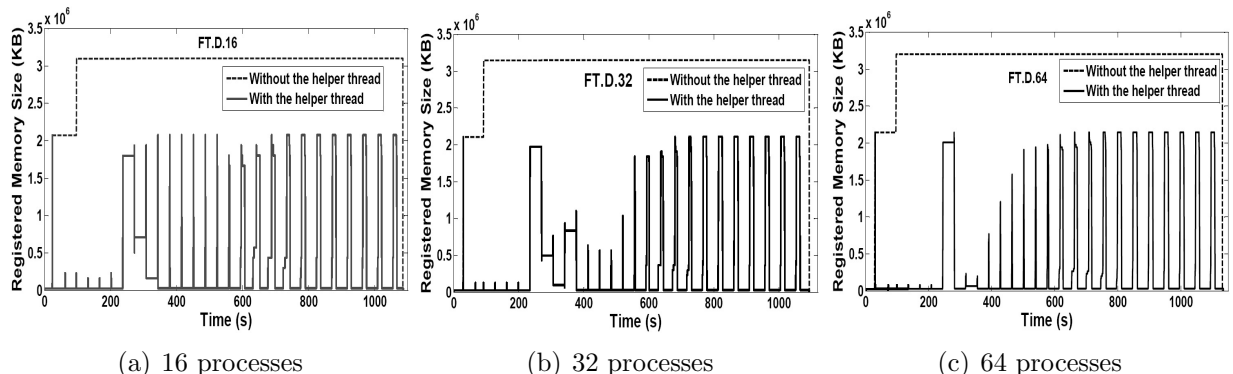 x 10^6
3.5
3
2.5
2
1.5
1
0.5
0
Registered Memory Size (KB)
FT.D.16
Without the helper thread
With the helper thread
0 200 400 600 800 1000
Time (s)
(a) 16 processes
x 10^6
3.5
3
2.5
2
1.5
1
0.5
0
Registered Memory Size (KB)
FT.D.32
Without the helper thread
With the helper thread
0 200 400 600 800 1000
Time (s)
(b) 32 processes
x 10^6
3.5
3
2.5
2
1.5
1
0.5
0
Registered Memory Size (KB)
FT.D.64
Without the helper thread
With the helper thread
0 200 400 600 800 1000
Time (s)
(c) 64 processes